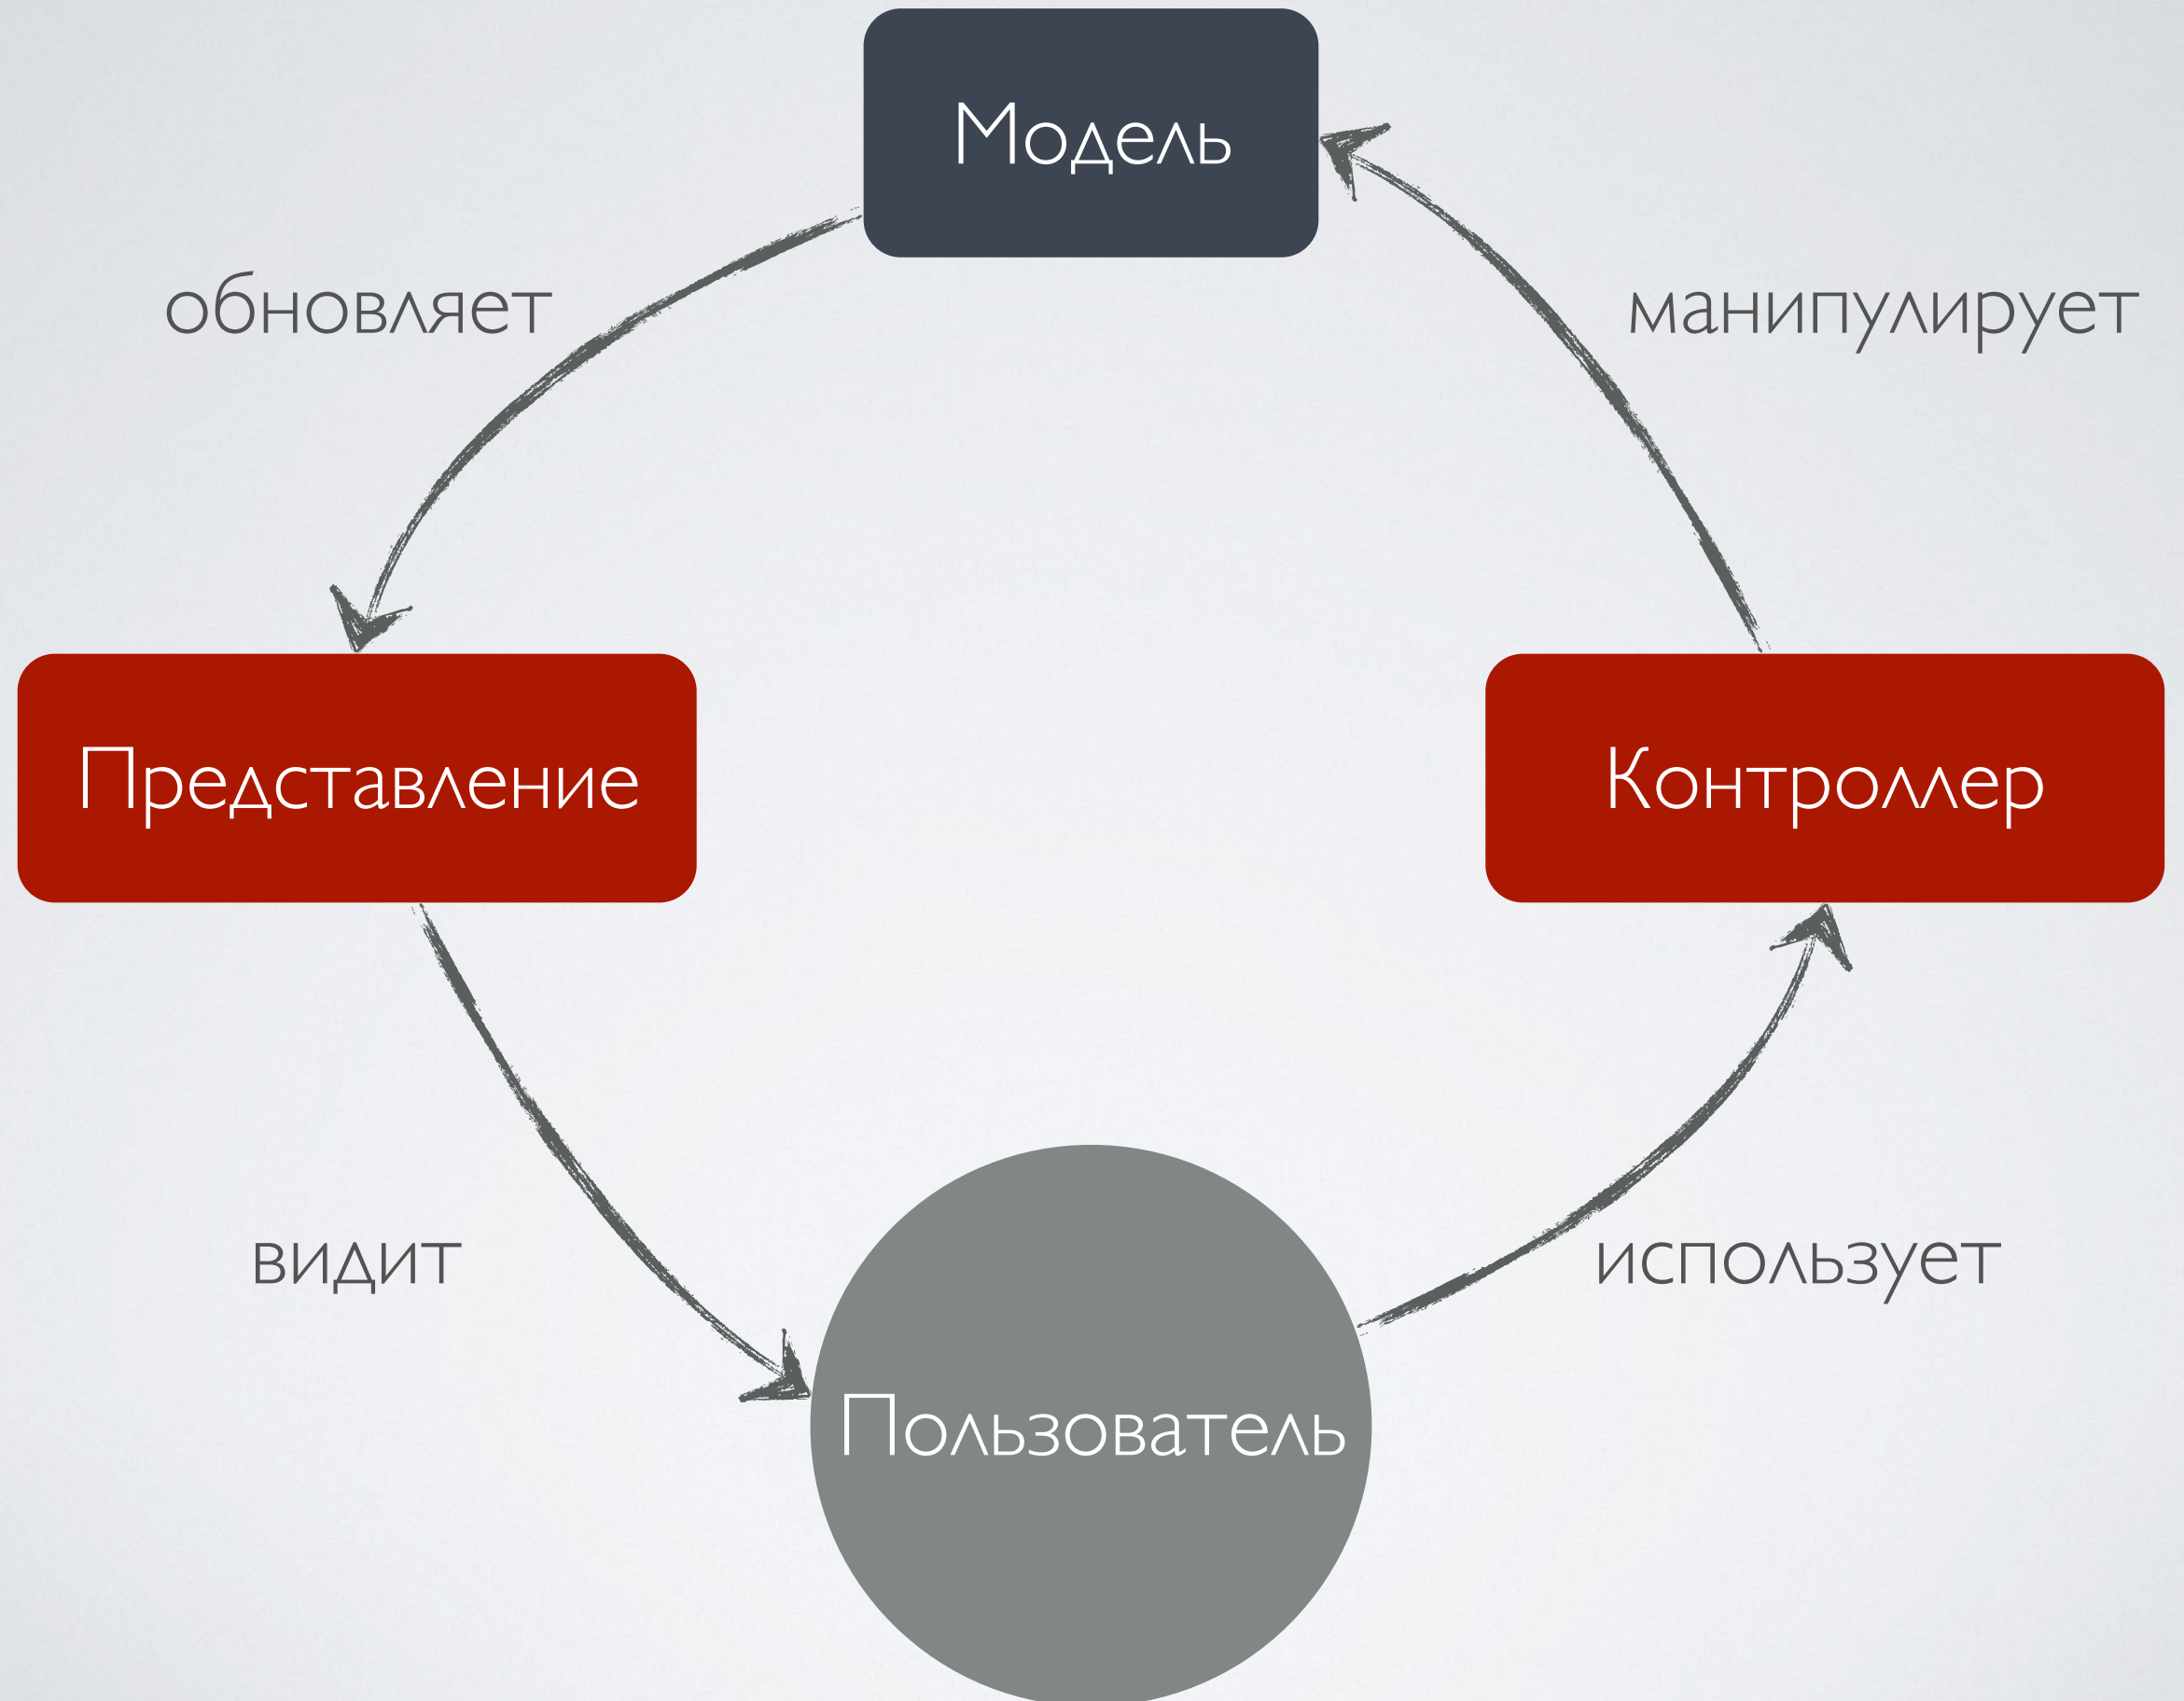 Модель
обновляет
манипулирует
Представление
Контроллер
видит
использует
Пользователь